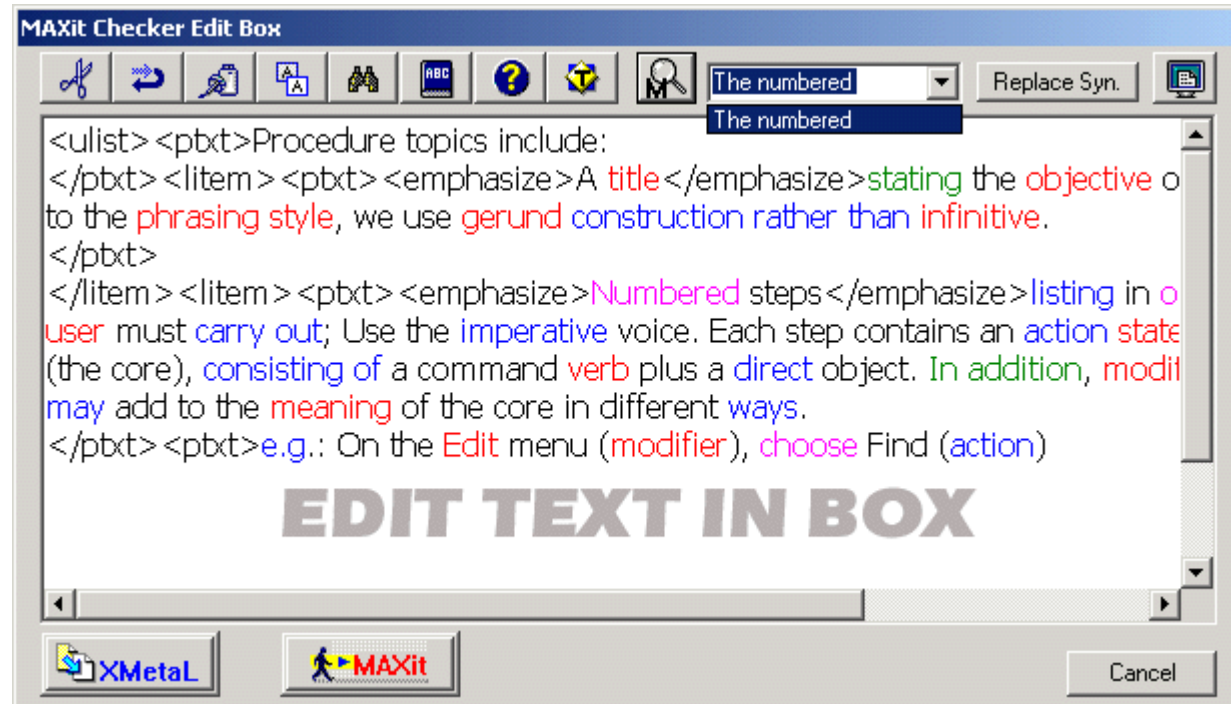 MAXit Checker Edit Box
ABC
The numbered
Replace Syn.
The numbered
<ulist><ptxt>Procedure topics include:
</ptxt><litem><ptxt><emphasize>A title</emphasize>stating the objective o
to the phrasing style, we use gerund construction rather than infinitive.
</ptxt>
</litem><litem><ptxt><emphasize>Numbered steps</emphasize>listing in o
user must carry out; Use the imperative voice. Each step contains an action state
(the core), consisting of a command verb plus a direct object. In addition, modif
may add to the meaning of the core in different ways.
</ptxt><ptxt>e.g.: On the Edit menu (modifier), choose Find (action)
EDIT TEXT IN BOX
XMetaL
MAXit
Cancel